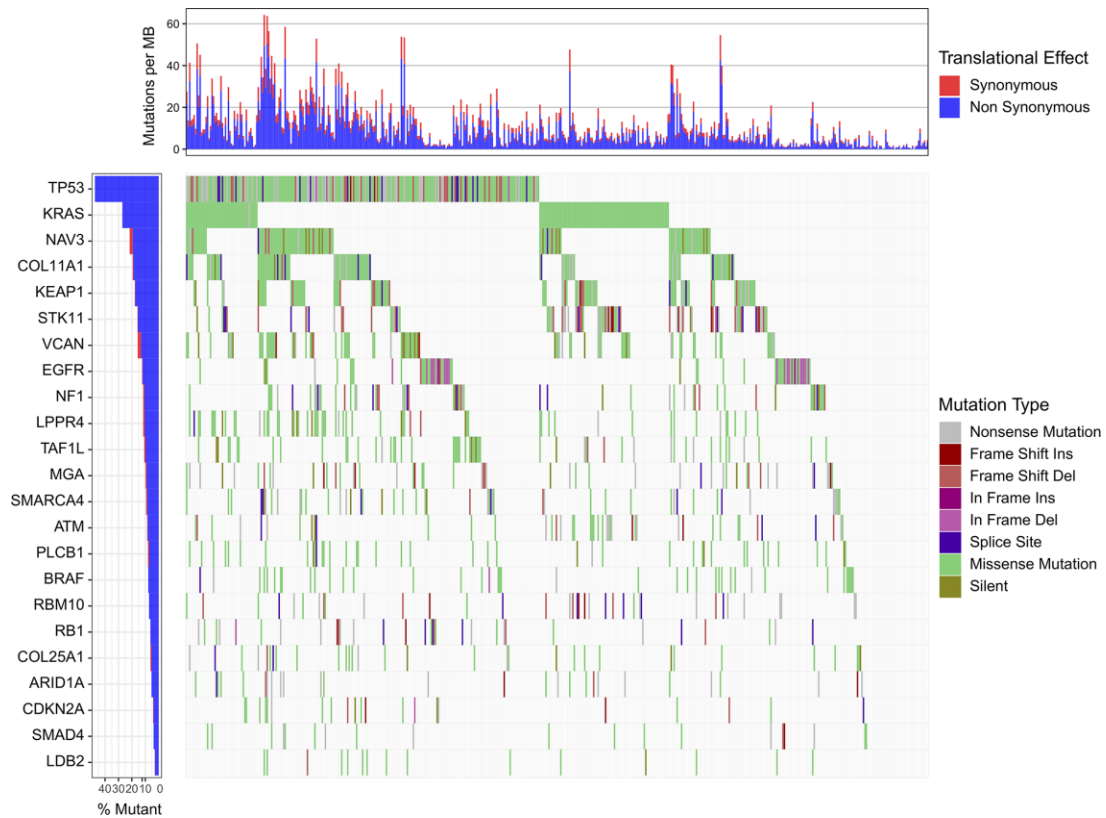 Mutations per MB
60
40
20
0
Translational Effect
Synonymous
Non Synonymous
TP53
KRAS
NAV3
COL11A1
KEAP1
STK11
VCAN
EGFR
NF1
LPPR4
TAF1L
MGA
SMARCA4
ATM
PLCB1
BRAF
RBM10
RB1
COL25A1
ARID1A
CDKN2A
SMAD4
LDB2
40302010 0
% Mutant
Mutation Type
Nonsense Mutation
Frame Shift Ins
Frame Shift Del
In Frame Ins
In Frame Del
Splice Site
Missense Mutation
Silent